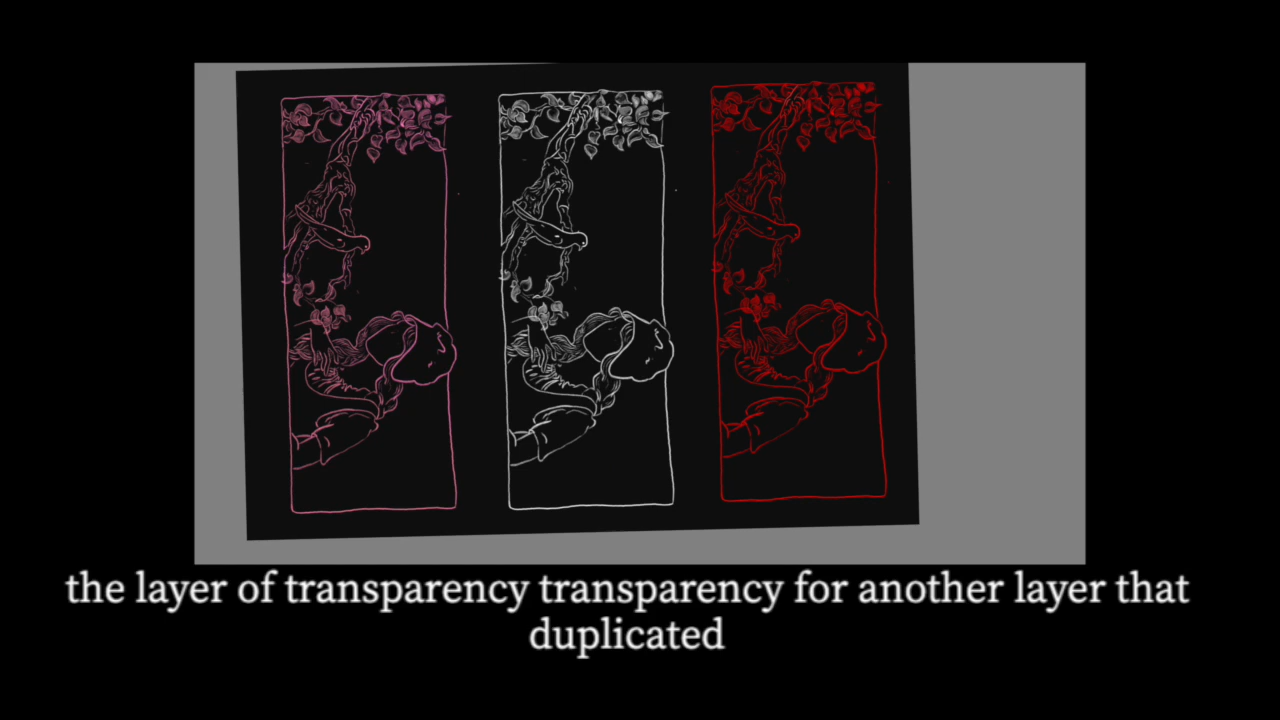 the layer of transparency transparency for another layer that
duplicated